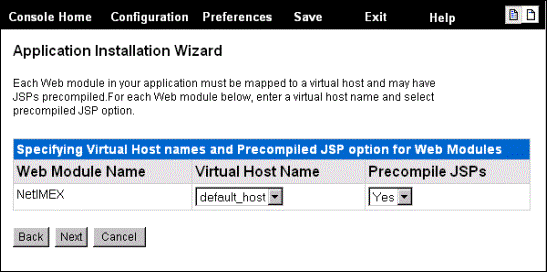 Console Home Configuration Preferences Save Exit Help
Application Installation Wizard
Each Web module in your application must be mapped to a virtual host and may have
JSPs precompiled.For each Web module below, enter a virtual host name and select
precompiled JSP option.
Specifying Virtual Host names and Precompiled JSP option for Web Modules
Web Module Name Virtual Host Name Precompile JSPs
NetIMEX default_host Yes
Back Next Cancel